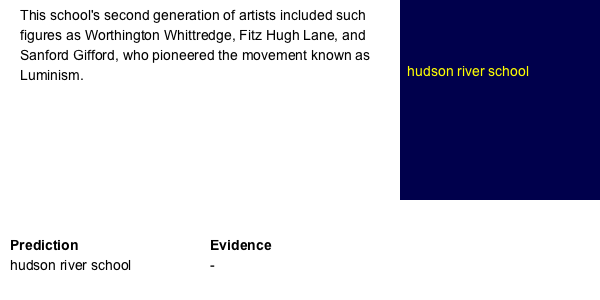 This school's second generation of artists included such
figures as Worthington Whittredge, Fitz Hugh Lane, and
Sanford Gifford, who pioneered the movement known as
Luminism.
hudson river school
Prediction Evidence
hudson river school -